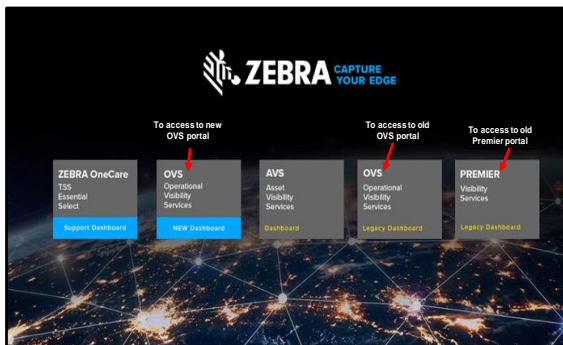 ZEBRA CAPTURE
YOUR EDGE
To access to new
OVS portal
To access to old
OVS portal
To access to old
Premier portal
ZEBRA OneCare
TSS
Essential
Select
Support Dashboard
OVS
Operational
Visibility
Services
NEW Dashboard
AVS
Asset
Visibility
Services
Dashboard
OVS
Operational
Visibility
Services
Legacy Dashboard
PREMIER
Visibility
Services
Legacy Dashboard